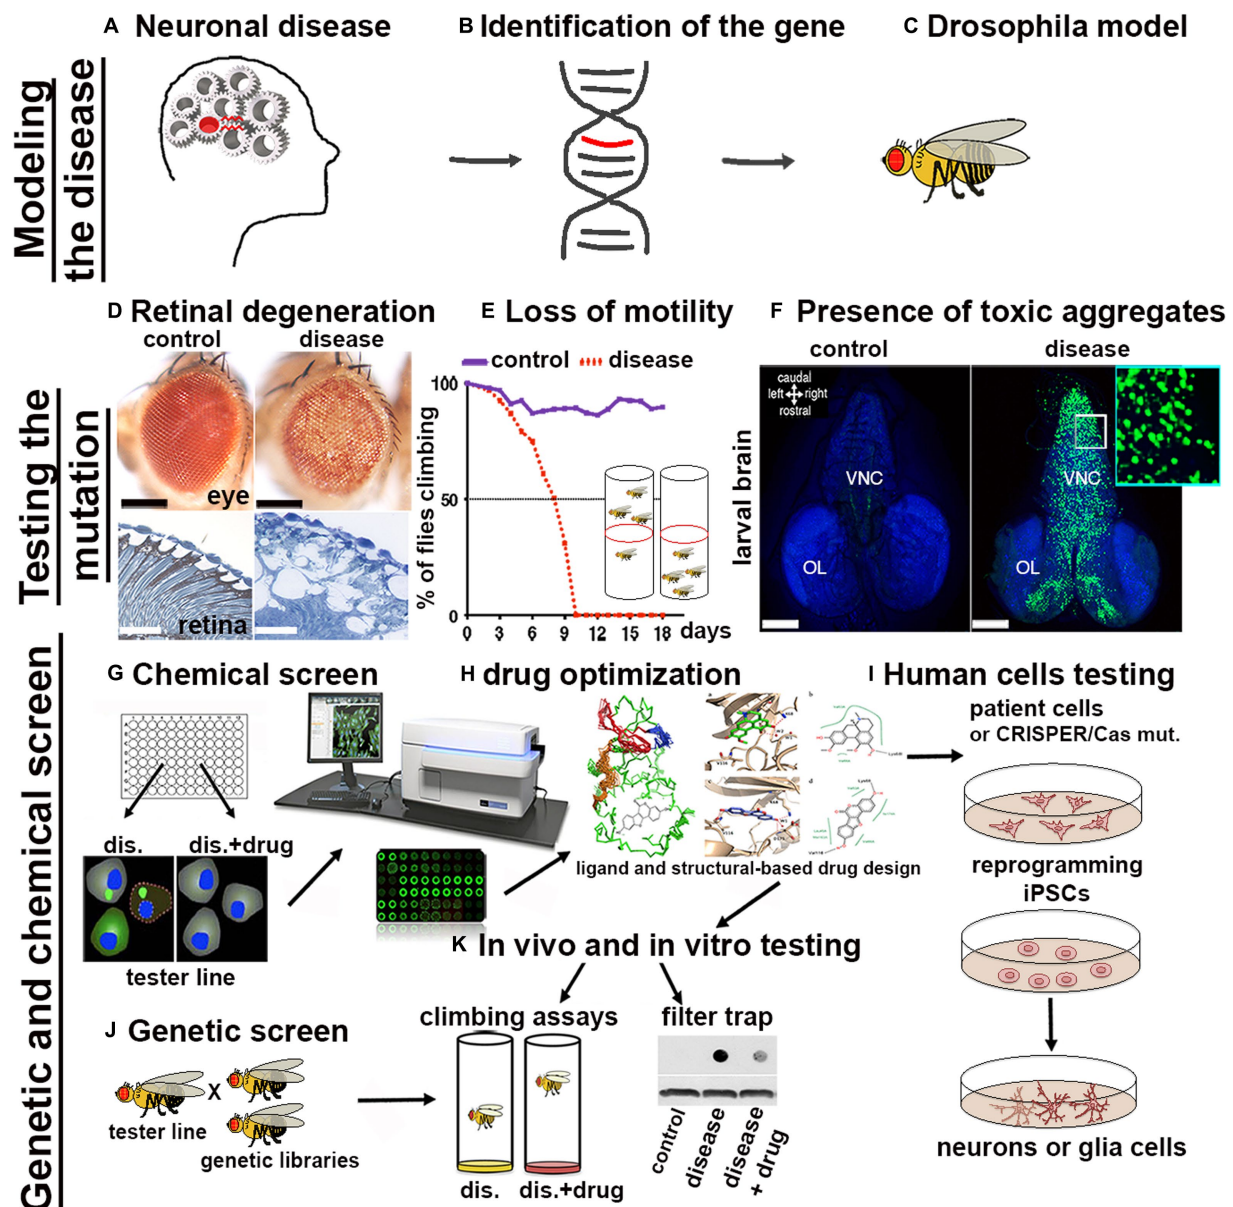 A Neuronal disease
B Identification of the gene
C Drosophila model
Modeling
the disease
D Retinal degeneration
control
disease
eye
retina
E Loss of motility
control
disease
% of flies climbing
100
50
0
0 3 6 9 12 15 18 days
F Presence of toxic aggregates
control
disease
caudal
left right
rostral
VNC
OL
VNC
OL
larval brain
Testing the
mutation
G Chemical screen
dis.
dis.+drug
tester line
H drug optimization
a
b
d
ligand and structural-based drug design
I Human cells testing
patient cells
or CRISPER/Cas mut.
reprogramming
iPSCs
neurons or glia cells
J Genetic screen
tester line
X
genetic libraries
K In vivo and in vitro testing
climbing assays
dis.
dis.+drug
filter trap
control
disease
disease
+ drug
Genetic and chemical screen